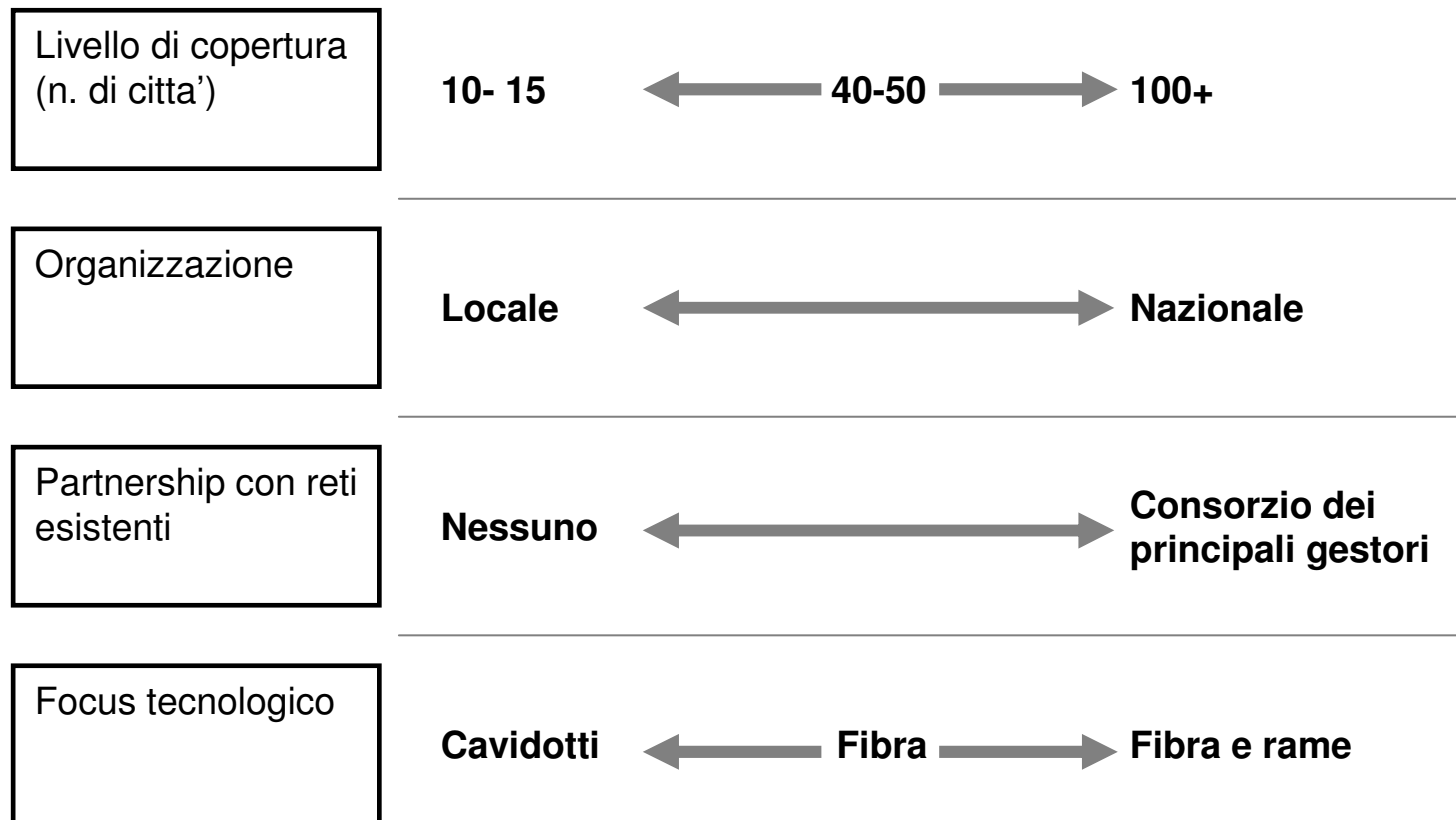 Livello di copertura
(n. di citta')
10- 15
40-50
100+
Organizzazione
Locale
Nazionale
Partnership con reti
esistenti
Nessuno
Consorzio dei
principali gestori
Focus tecnologico
Cavidotti
Fibra
Fibra e rame